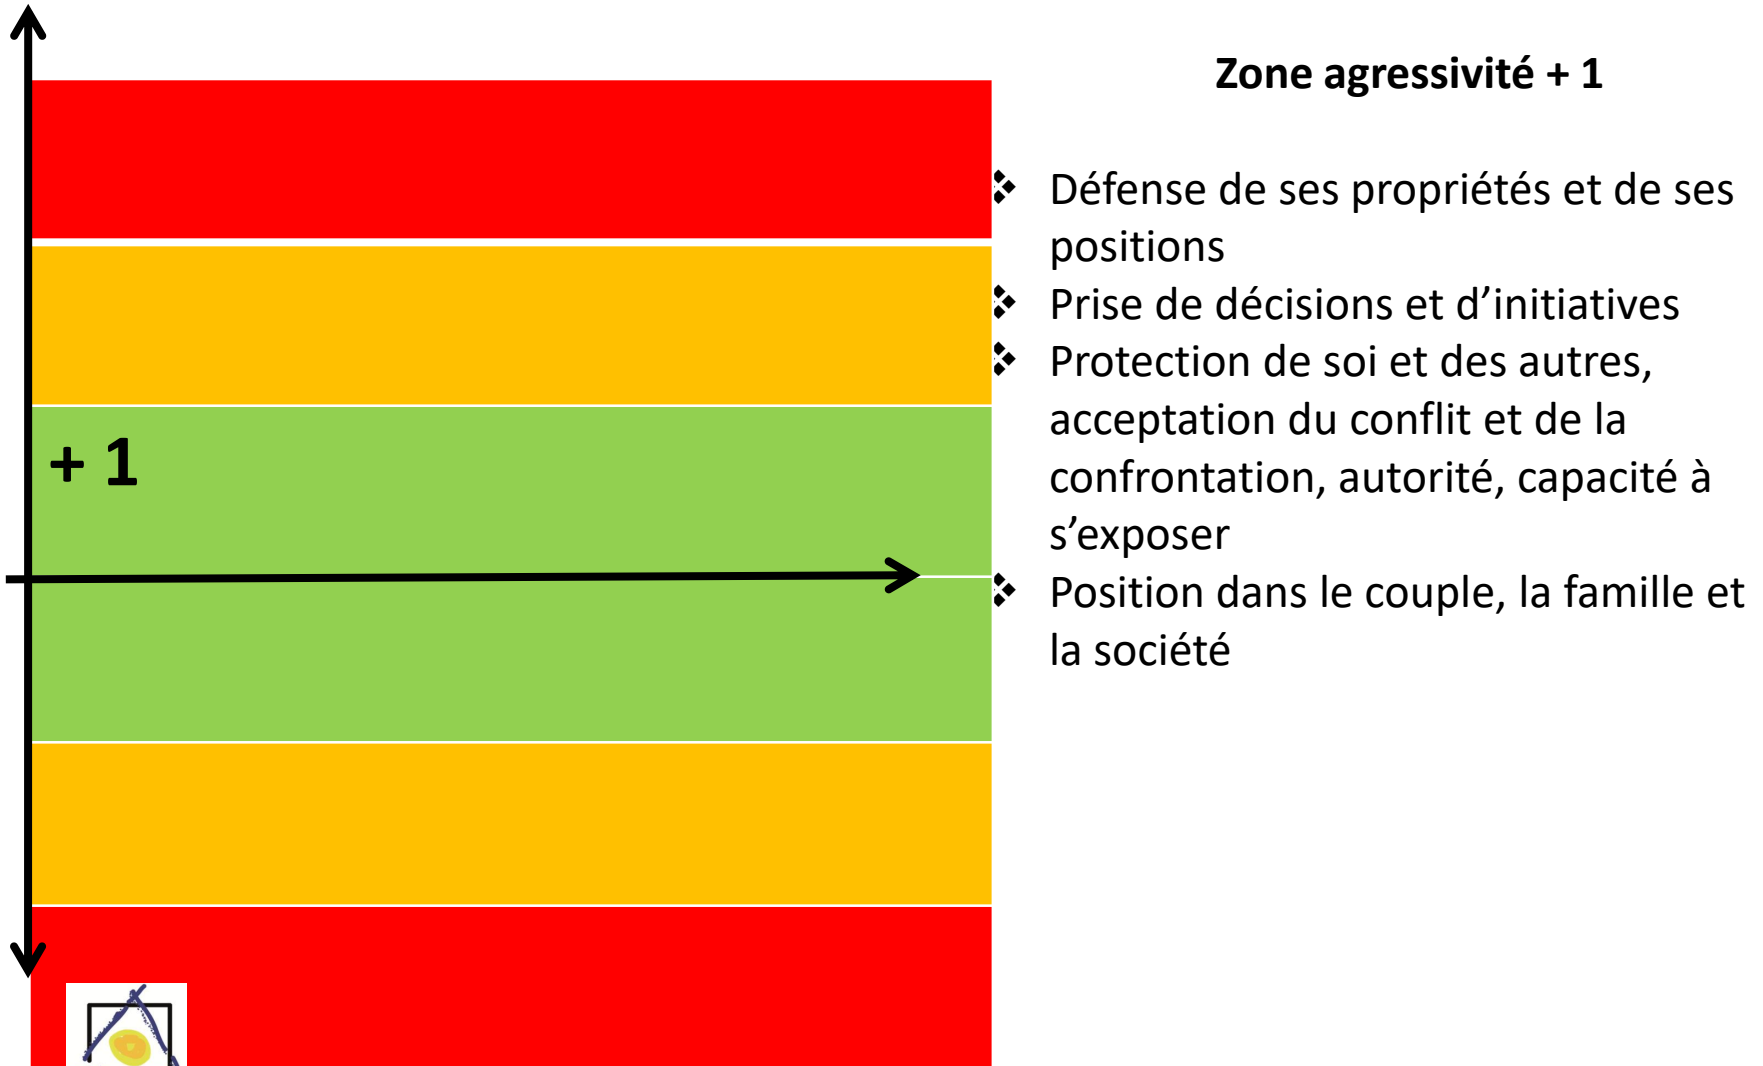 Zone agressivité + 1
❖ Défense de ses propriétés et de ses
positions
❖ Prise de décisions et d’initiatives
❖ Protection de soi et des autres,
acceptation du conflit et de la
confrontation, autorité, capacité à
s’exposer
❖ Position dans le couple, la famille et
la société
+ 1